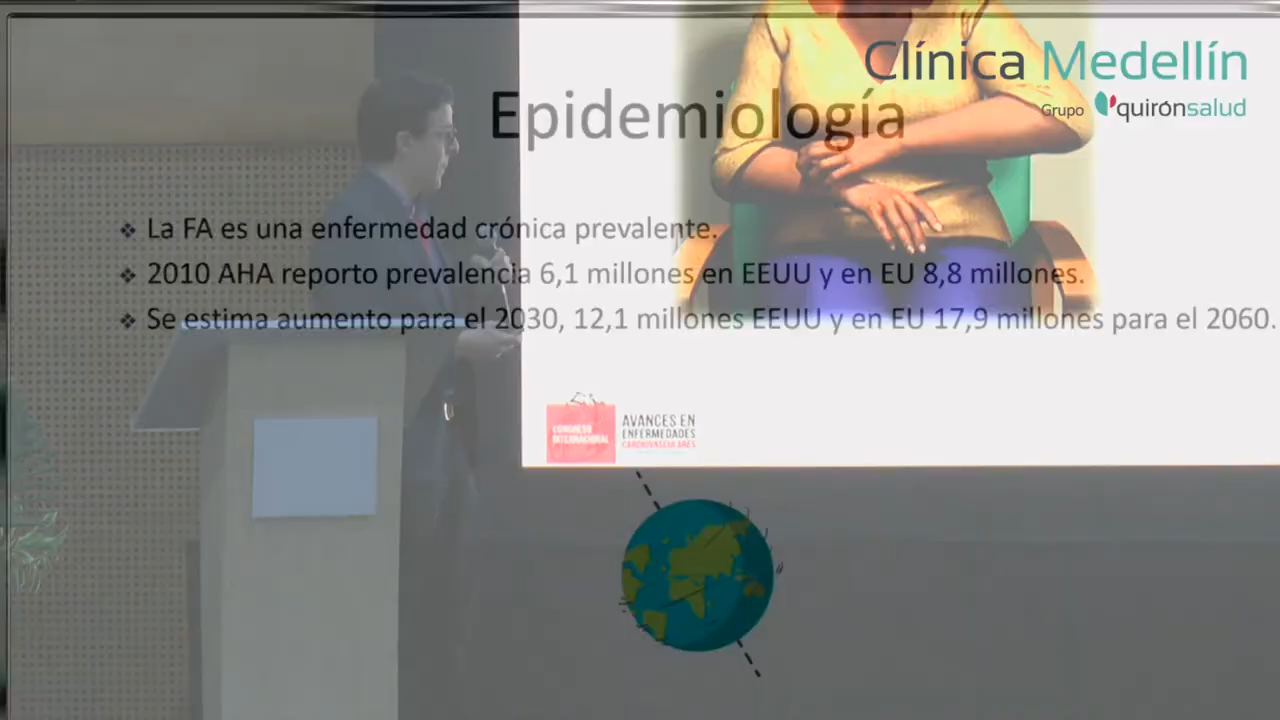 Clínica Medellín
Grupo quirónsalud
Epidemiología
La FA es una enfermedad crónica prevalente.
2010 AHA reporto prevalencia 6,1 millones en EEUU y en EU 8,8 millones.
Se estima aumento para el 2030, 12,1 millones EEUU y en EU 17,9 millones para el 2060.
CONGRESO
INTERNACIONAL
AVANCES EN
ENFERMEDADES
CARDIOVASCULARES